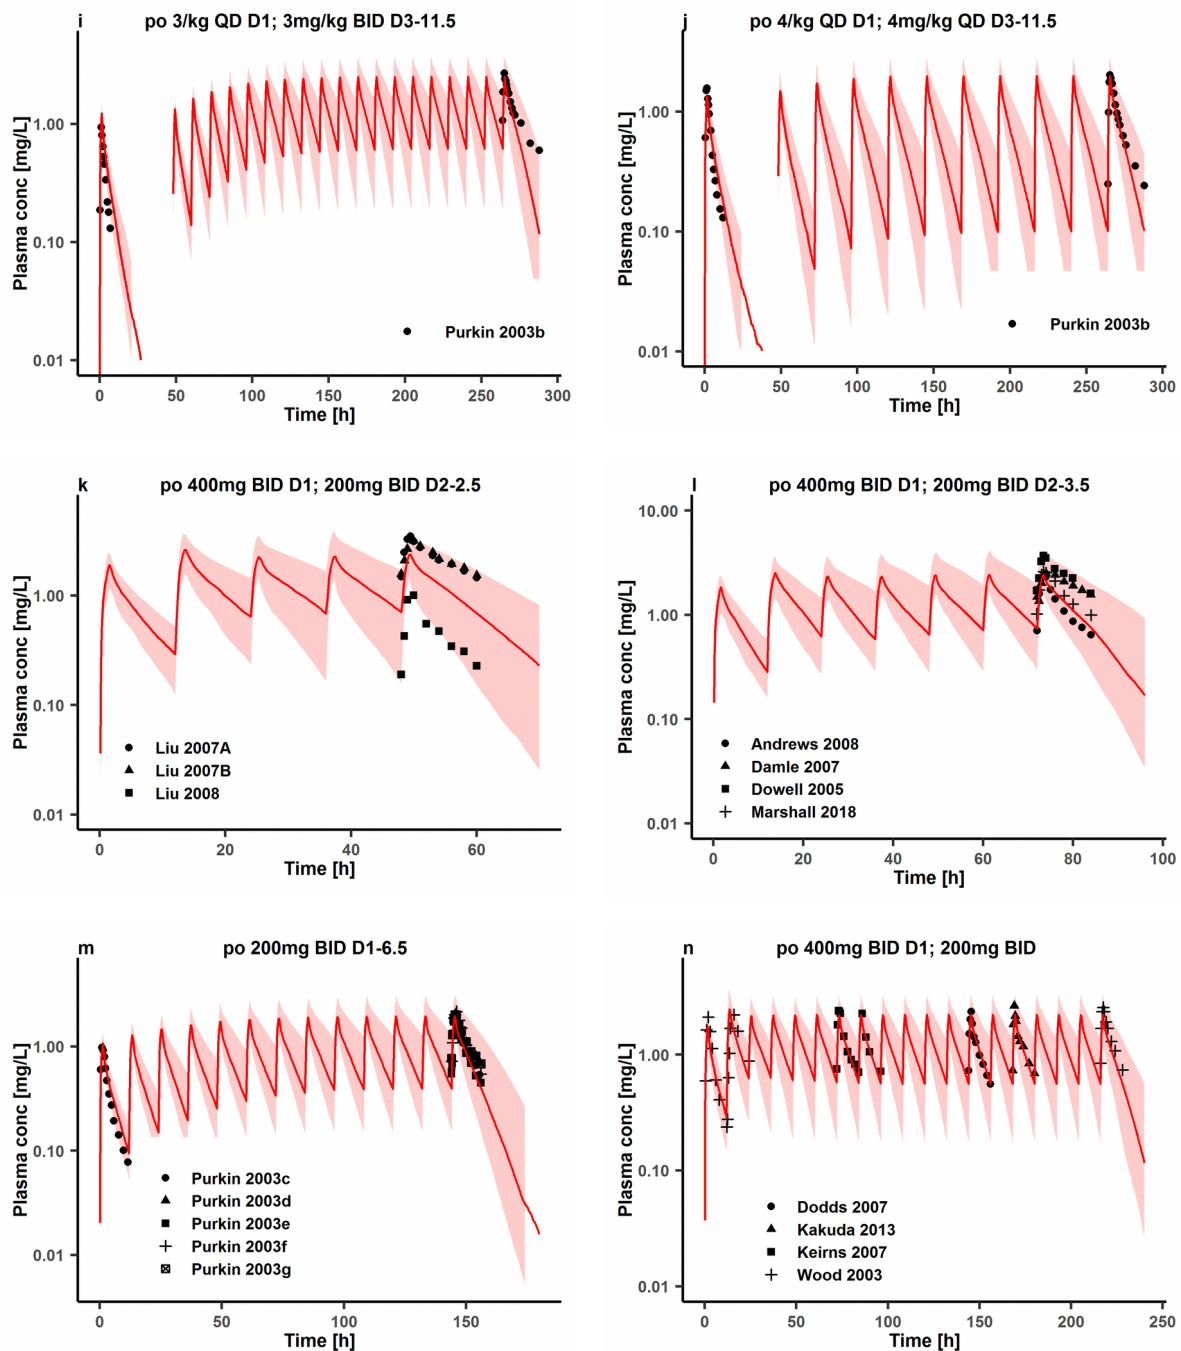 i po 3/kg QD D1; 3mg/kg BID D3-11.5
Plasma conc [mg/L]
1.00
0.10
0.01
Purkin 2003b
0 50 100 150 200 250 300
Time [h]
j po 4/kg QD D1; 4mg/kg QD D3-11.5
Plasma conc [mg/L]
1.00
0.10
0.01
Purkin 2003b
0 50 100 150 200 250 300
Time [h]
k po 400mg BID D1; 200mg BID D2-2.5
Plasma conc [mg/L]
1.00
0.10
0.01
Liu 2007A
Liu 2007B
Liu 2008
0 20 40 60
Time [h]
l po 400mg BID D1; 200mg BID D2-3.5
Plasma conc [mg/L]
10.00
1.00
0.10
0.01
Andrews 2008
Damle 2007
Dowell 2005
Marshall 2018
0 20 40 60 80 100
Time [h]
m po 200mg BID D1-6.5
Plasma conc [mg/L]
1.00
0.10
0.01
Purkin 2003c
Purkin 2003d
Purkin 2003e
Purkin 2003f
Purkin 2003g
0 50 100 150
Time [h]
n po 400mg BID D1; 200mg BID
Plasma conc [mg/L]
1.00
0.10
0.01
Dodds 2007
Kakuda 2013
Keirns 2007
Wood 2003
0 50 100 150 200 250
Time [h]